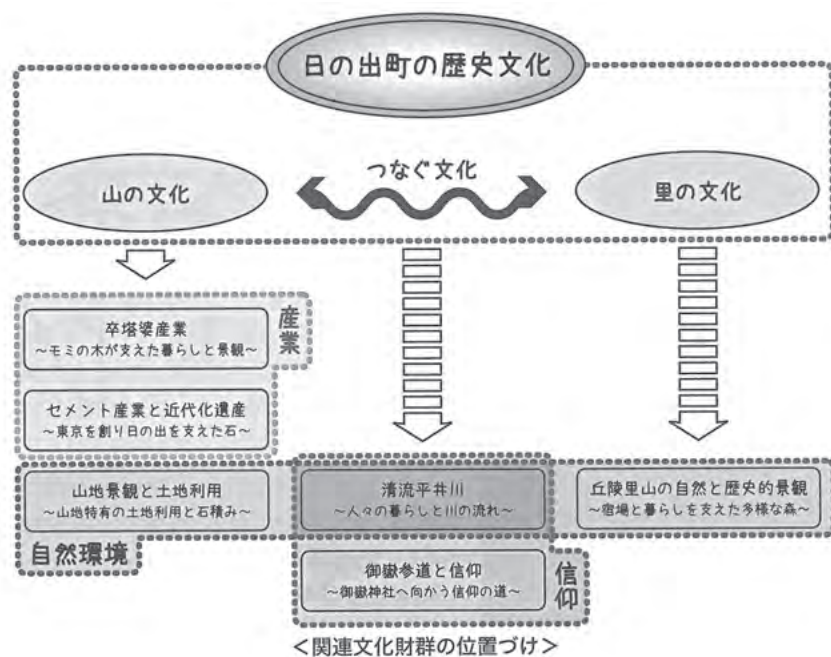 日の出町の歴史文化
つなぐ文化
山の文化
里の文化
産業
卒塔婆産業
～モミの木が支えた暮らしと景観～
セメント産業と近代化遺産
～東京を創り日の出を支えた石～
山地景観と土地利用
～山地特有の土地利用と石積み～
清流平井川
～人々の暮らしと川の流れ～
丘陵里山の自然と歴史的景観
～宿場と暮らしを支えた多様な森～
自然環境
御嶽参道と信仰
～御嶽神社へ向かう信仰の道～
信仰
＜関連文化財群の位置づけ＞